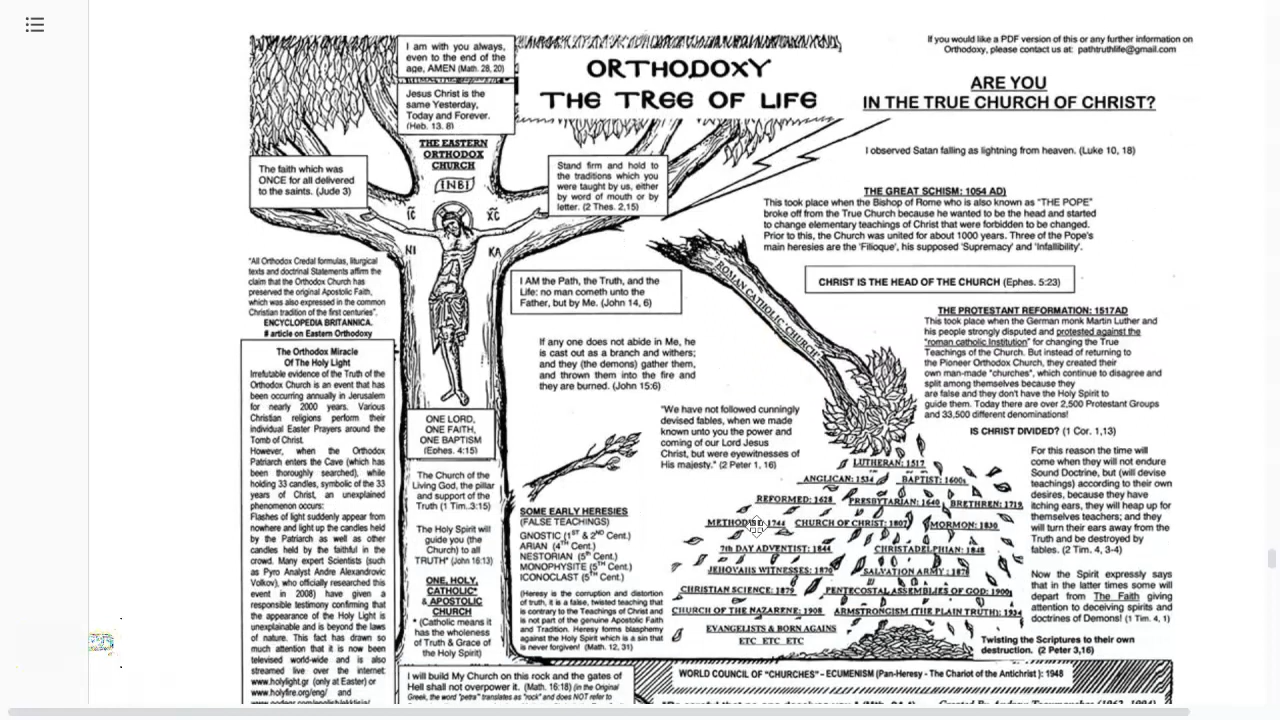 I am with you always,
even to the end of the
age, AMEN (Math. 28, 20)
Jesus Christ is the
same Yesterday,
Today and Forever.
(Heb. 13, 8)
ORTHODOXY
THE TREE OF LIFE
If you would like a PDF version of this or any further information on
Orthodoxy, please contact us at: pathtruthlife@gmail.com
ARE YOU
IN THE TRUE CHURCH OF CHRIST?
I observed Satan falling as lightning from heaven. (Luke 10, 18)
THE EASTERN
ORTHODOX
CHURCH
INBI
IC
XC
NI
KA
The faith which was
ONCE for all delivered
to the saints. (Jude 3)
Stand firm and hold to
the traditions which you
were taught by us, either
by word of mouth or by
letter. (2 Thes. 2,15)
THE GREAT SCHISM: 1054 AD)
This took place when the Bishop of Rome who is also known as "THE POPE"
broke off from the True Church because he wanted to be the head and started
to change elementary teachings of Christ that were forbidden to be changed.
Prior to this, the Church was united for about 1000 years. Three of the Pope's
main heresies are the 'Filioque', his supposed 'Supremacy' and 'Infallibility'.
CHRIST IS THE HEAD OF THE CHURCH (Ephes. 5:23)
"All Orthodox Credal formulas, liturgical
texts and doctrinal Statements affirm the
claim that the Orthodox Church has
preserved the original Apostolic Faith,
which was also expressed in the common
Christian tradition of the first centuries".
ENCYCLOPEDIA BRITANNICA.
# article on Eastern Orthodoxy
I AM the Path, the Truth, and the
Life: no man cometh unto the
Father, but by Me. (John 14, 6)
"ROMAN CATHOLIC" CHURCH
THE PROTESTANT REFORMATION: 1517AD
This took place when the German monk Martin Luther and
his people strongly disputed and protested against the
"roman catholic Institution" for changing the True
Teachings of the Church. But instead of returning to
the Pioneer Orthodox Church, they created their
own man-made "churches", which continue to disagree and
split among themselves because they
are false and they don't have the Holy Spirit to
guide them. Today there are over 2,500 Protestant Groups
and 33,500 different denominations!
IS CHRIST DIVIDED? (1 Cor. 1,13)
The Orthodox Miracle
Of The Holy Light
Irrefutable evidence of the Truth of the
Orthodox Church is an event that has
been occurring annually in Jerusalem
for nearly 2000 years. Various
Christian religions perform their
individual Easter Prayers around the
Tomb of Christ.
However, when the Orthodox
Patriarch enters the Cave (which has
been thoroughly searched), while
holding 33 candles, symbolic of the 33
years of Christ, an unexplained
phenomenon occurs:
Flashes of light suddenly appear from
nowhere and light up the candles held
by the Patriarch as well as other
candles held by the faithful in the
crowd. Many expert Scientists (such
as Pyro Analyst Andre Alexandrovic
Volkov), who officially researched this
event in 2008) have given a
responsible testimony confirming that
the appearance of the Holy Light is
unexplainable and is beyond the laws
of nature. This fact has drawn so
much attention that it is now been
televised world-wide and is also
streamed live over the internet:
www.holylight.gr (only at Easter) or
www.holyfire.org/eng/ and
If any one does not abide in Me, he
is cast out as a branch and withers;
and they (the demons) gather them,
and thrown them into the fire and
they are burned. (John 15:6)
"We have not followed cunningly
devised fables, when we made
known unto you the power and
coming of our Lord Jesus
Christ, but were eyewitnesses of
His majesty." (2 Peter 1, 16)
ONE LORD,
ONE FAITH,
ONE BAPTISM
(Ephes. 4:15)
The Church of the
Living God, the pillar
and support of the
Truth (1 Tim..3:15)
The Holy Spirit will
guide you (the
Church) to all
TRUTH" (John 16:13)
ONE, HOLY,
CATHOLIC*
& APOSTOLIC
CHURCH
* (Catholic means it
has the wholeness
of Truth & Grace of
the Holy Spirit)
SOME EARLY HERESIES
(FALSE TEACHINGS)
GNOSTIC (1ST & 2ND Cent.)
ARIAN (4TH Cent.)
NESTORIAN (5th Cent.)
MONOPHYSITE (5TH Cent.)
ICONOCLAST (5TH Cent.)
(Heresy is the corruption and distortion
of truth, it is a false, twisted teaching that
is contrary to the Teachings of Christ and
is not part of the genuine Apostolic Faith
and Tradition. Heresy forms blasphemy
against the Holy Spirit which is a sin that
is never forgiven! (Math. 12, 31)
LUTHERAN: 1517
ANGLICAN: 1534 BAPTIST: 1600s
REFORMED: 1628 PRESBYTARIAN: 1640 BRETHREN: 1719
METHODISE 1744 CHURCH OF CHRIST: 1807 MORMON: 1830
7th DAY ADVENTIST: 1844 CHRISTADELPHIAN: 1848
JEHOVAHS WITNESSES: 1879 SALVATION ARMY: 1878
CHRISTIAN SCIENCE: 1879 PENTECOSTAL ASSEMBLIES OF GOD: 1900s
CHURCH OF THE NAZARENE: 1908 ARMSTRONGISM (THE PLAIN TRUTH): 1934
EVANGELISTS & BORN AGAINS
ETC ETC ETC
For this reason the time will
come when they will not endure
Sound Doctrine, but (will devise
teachings) according to their own
desires, because they have
itching ears, they will heap up for
themselves teachers; and they
will turn their ears away from the
Truth and be destroyed by
fables. (2 Tim. 4, 3-4)
Now the Spirit expressly says
that in the latter times some will
depart from The Faith giving
attention to deceiving spirits and
doctrines of Demons! (1 Tim. 4, 1)
Twisting the Scriptures to their own
destruction. (2 Peter 3,16)
I will build My Church on this rock and the gates of
Hell shall not overpower it. (Math. 16:18) (in the Original
Greek, the word "petra" translates as "rock" and does NOT refer to
WORLD COUNCIL OF "CHURCHES" – ECUMENISM (Pan-Heresy - The Chariot of the Antichrist ): 1948